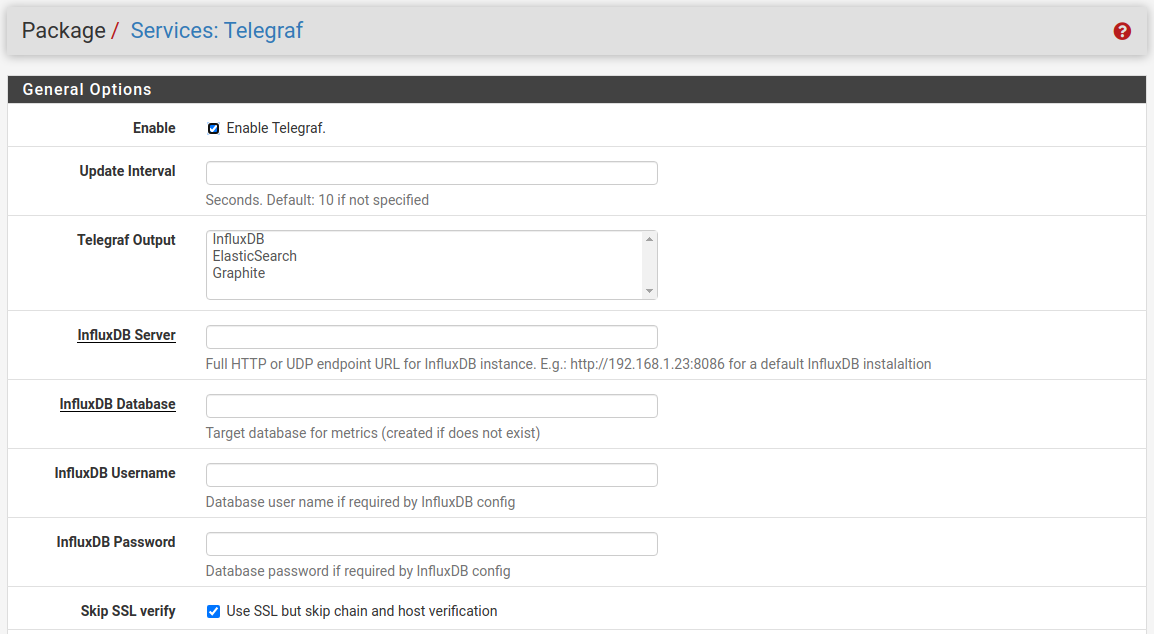 Package / Services: Telegraf
?
General Options
Enable Enable Telegraf.
Update Interval
Seconds. Default: 10 if not specified
Telegraf Output InfluxDB
ElasticSearch
Graphite
InfluxDB Server
Full HTTP or UDP endpoint URL for InfluxDB instance. E.g.: http://192.168.1.23:8086 for a default InfluxDB instalaltion
InfluxDB Database
Target database for metrics (created if does not exist)
InfluxDB Username
Database user name if required by InfluxDB config
InfluxDB Password
Database password if required by InfluxDB config
Skip SSL verify Use SSL but skip chain and host verification